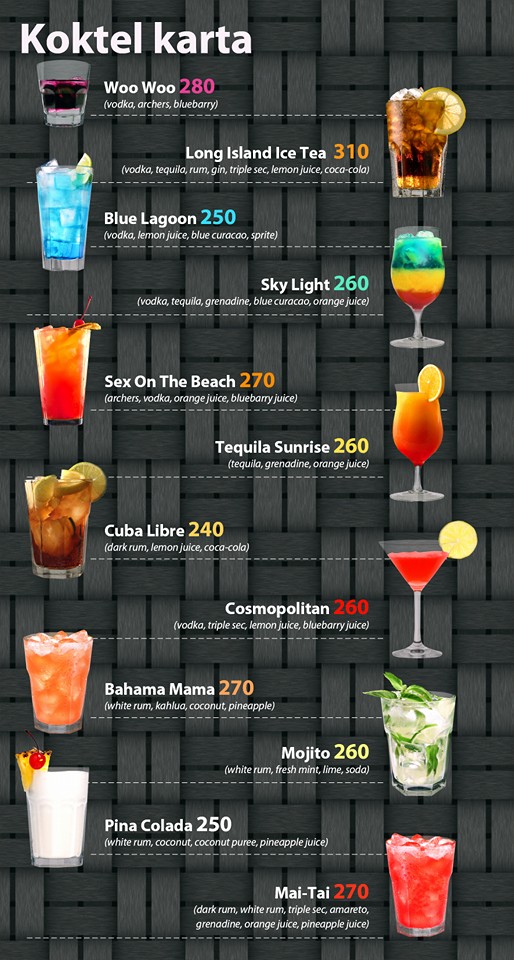 Koktel karta
Woo Woo 280
(vodka, archers, bluebarry)
Long Island Ice Tea 310
(vodka, tequila, rum, gin, triple sec, lemon juice, coca-cola)
Blue Lagoon 250
(vodka, lemon juice, blue curacao, sprite)
Sky Light 260
(vodka, tequila, grenadine, blue curacao, orange juice)
Sex On The Beach 270
(archers, vodka, orange juice, bluebarry juice)
Tequila Sunrise 260
(tequila, grenadine, orange juice)
Cuba Libre 240
(dark rum, lemon juice, coca-cola)
Cosmopolitan 260
(vodka, triple sec, lemon juice, bluebarry juice)
Bahama Mama 270
(white rum, kahlua, coconut, pineapple)
Mojito 260
(white rum, fresh mint, lime, soda)
Pina Colada 250
(white rum, coconut, coconut puree, pineapple juice)
Mai-Tai 270
(dark rum, white rum, triple sec, amareto,
grenadine, orange juice, pineapple juice)